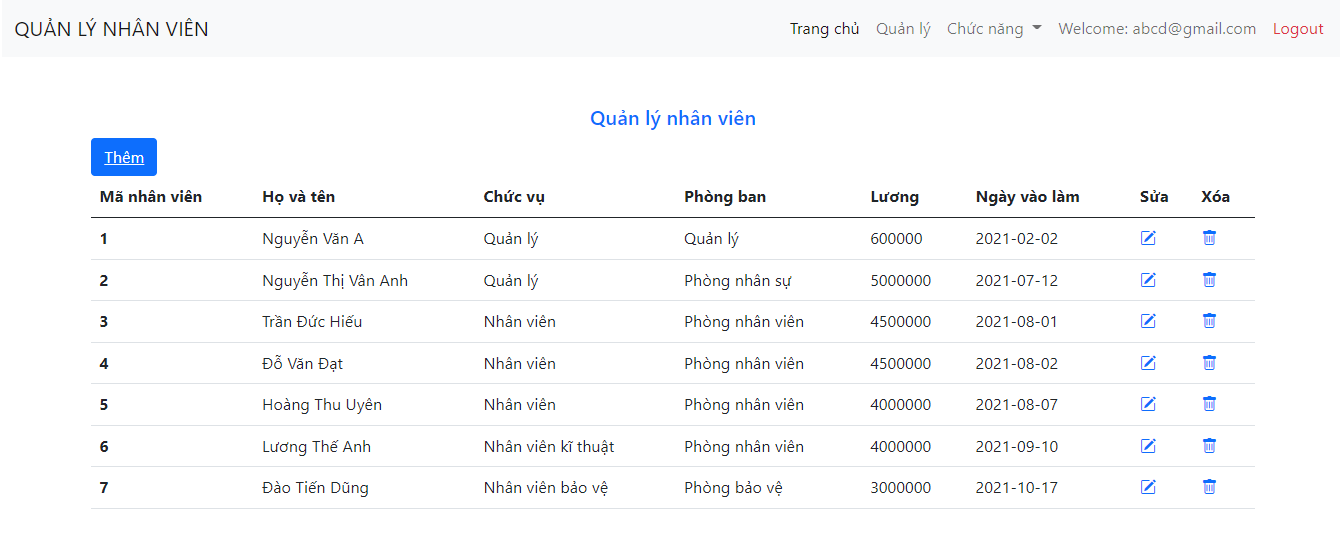 QUẢN LÝ NHÂN VIÊN Trang chủ Quản lý Chức năng Welcome: abcd@gmail.com Logout
Quản lý nhân viên
Thêm
Mã nhân viên Họ và tên Chức vụ Phòng ban Lương Ngày vào làm Sửa Xóa
1 Nguyễn Văn A Quản lý Quản lý 600000 2021-02-02
2 Nguyễn Thị Vân Anh Quản lý Phòng nhân sự 5000000 2021-07-12
3 Trần Đức Hiếu Nhân viên Phòng nhân viên 4500000 2021-08-01
4 Đỗ Văn Đạt Nhân viên Phòng nhân viên 4500000 2021-08-02
5 Hoàng Thu Uyên Nhân viên Phòng nhân viên 4000000 2021-08-07
6 Lương Thế Anh Nhân viên kĩ thuật Phòng nhân viên 4000000 2021-09-10
7 Đào Tiến Dũng Nhân viên bảo vệ Phòng bảo vệ 3000000 2021-10-17